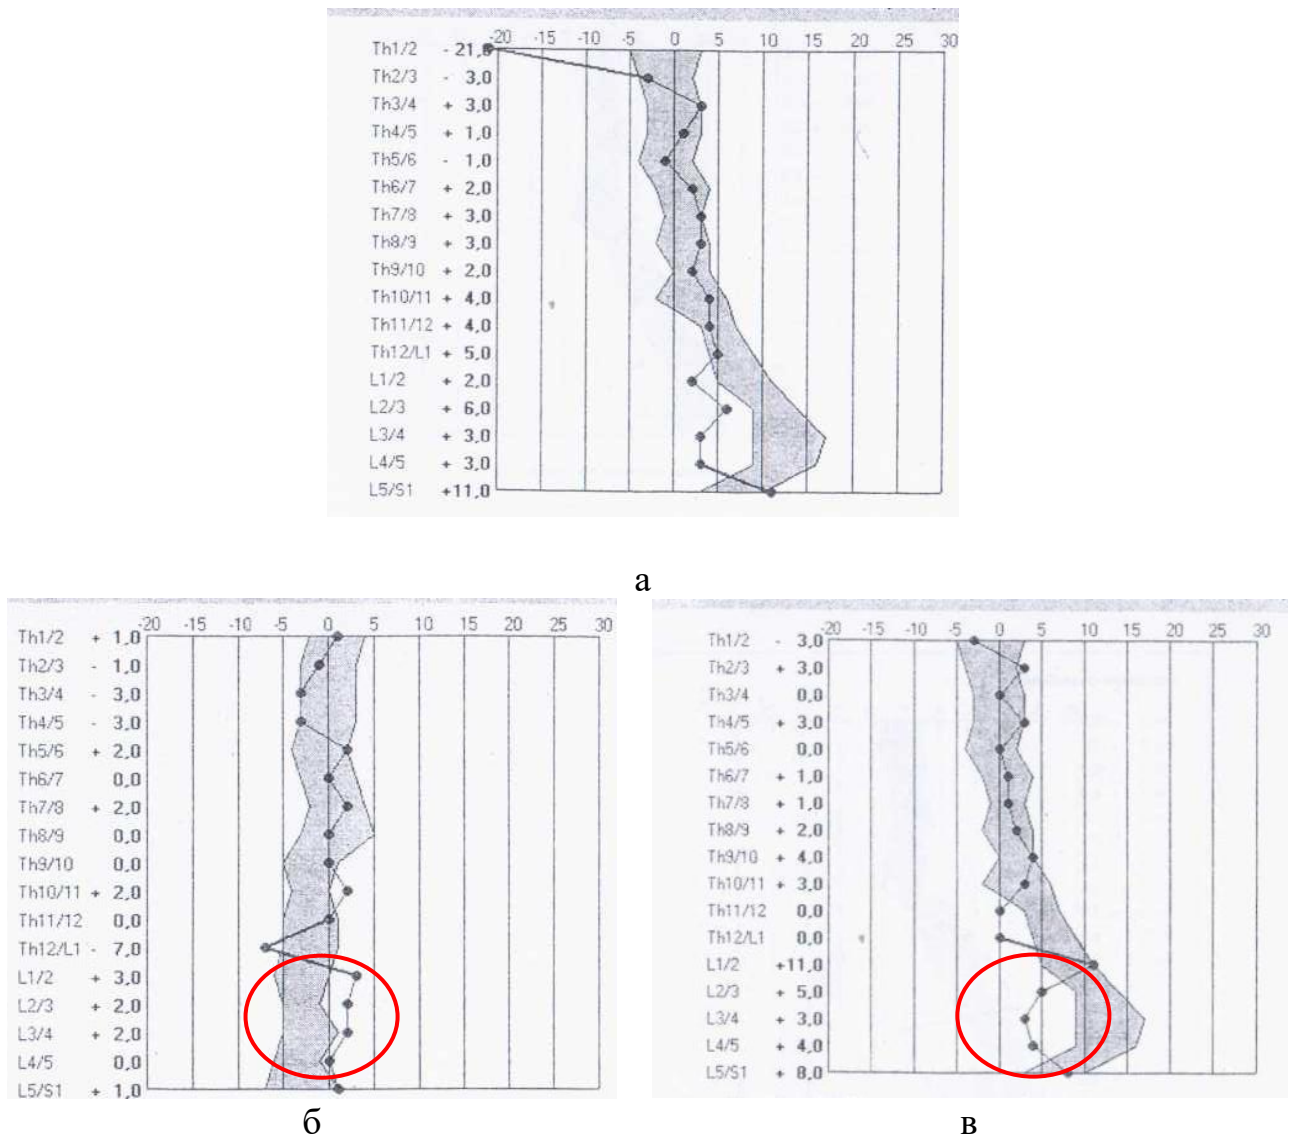 -20 -15 -10 -5 0 5 10 15 20 25 30
Th1/2 - 21,0
Th2/3 - 3,0
Th3/4 + 3,0
Th4/5 + 1,0
Th5/6 - 1,0
Th6/7 + 2,0
Th7/8 + 3,0
Th8/9 + 3,0
Th9/10 + 2,0
Th10/11 + 4,0
Th11/12 + 4,0
Th12/L1 + 5,0
L1/2 + 2,0
L2/3 + 6,0
L3/4 + 3,0
L4/5 + 3,0
L5/S1 +11,0
а
-20 -15 -10 -5 0 5 10 15 20 25 30
Th1/2 + 1,0
Th2/3 - 1,0
Th3/4 - 3,0
Th4/5 - 3,0
Th5/6 + 2,0
Th6/7 0,0
Th7/8 + 2,0
Th8/9 0,0
Th9/10 0,0
Th10/11 + 2,0
Th11/12 0,0
Th12/L1 - 7,0
L1/2 + 3,0
L2/3 + 2,0
L3/4 + 2,0
L4/5 0,0
L5/S1 + 1,0
б
-20 -15 -10 -5 0 5 10 15 20 25 30
Th1/2 - 3,0
Th2/3 + 3,0
Th3/4 0,0
Th4/5 + 3,0
Th5/6 0,0
Th6/7 + 1,0
Th7/8 + 1,0
Th8/9 + 2,0
Th9/10 + 4,0
Th10/11 + 3,0
Th11/12 0,0
Th12/L1 0,0
L1/2 +11,0
L2/3 + 5,0
L3/4 + 3,0
L4/5 + 4,0
L5/S1 + 8,0
в